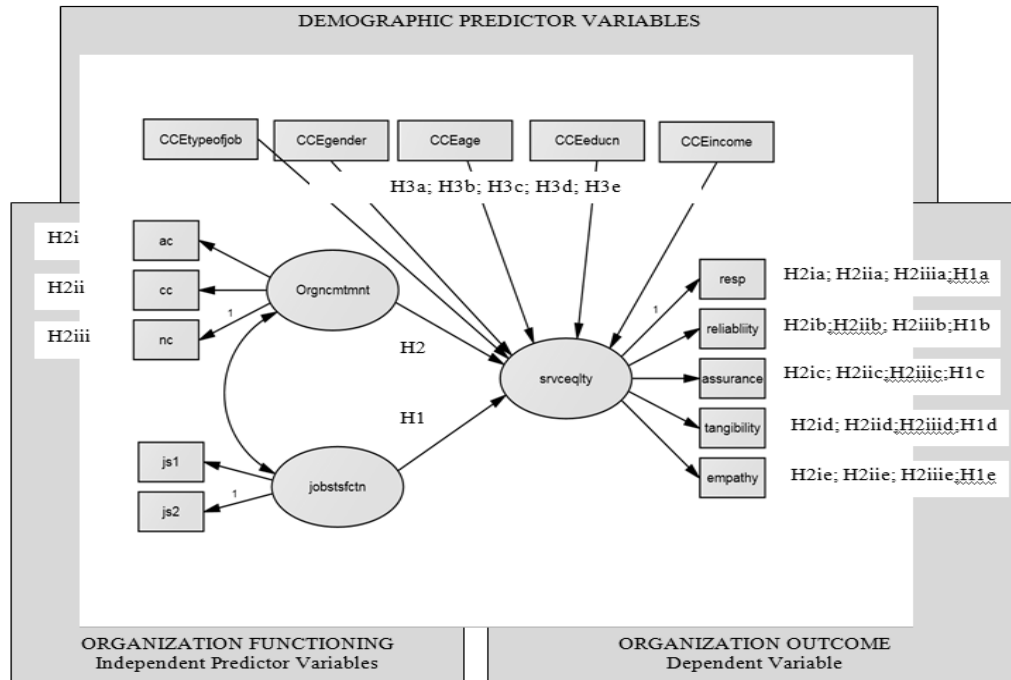 DEMOGRAPHIC PREDICTOR VARIABLES
CCEtypeofjob CCEgender CCEage CCEeducn CCEincome
H3a; H3b; H3c; H3d; H3e
H2i ac
H2ii cc
H2iii nc
1
Orgncmtmnt
H2
H1
js1
js2
1
jobstsfctn
srvceqlty
1
resp H2ia; H2iia; H2iiia;H1a
reliabliity H2ib;H2iib; H2iiib;H1b
assurance H2ic; H2iic;H2iiic;H1c
tangibility H2id; H2iid;H2iiid;H1d
empathy H2ie; H2iie; H2iiie;H1e
ORGANIZATION FUNCTIONING
Independent Predictor Variables
ORGANIZATION OUTCOME
Dependent Variable